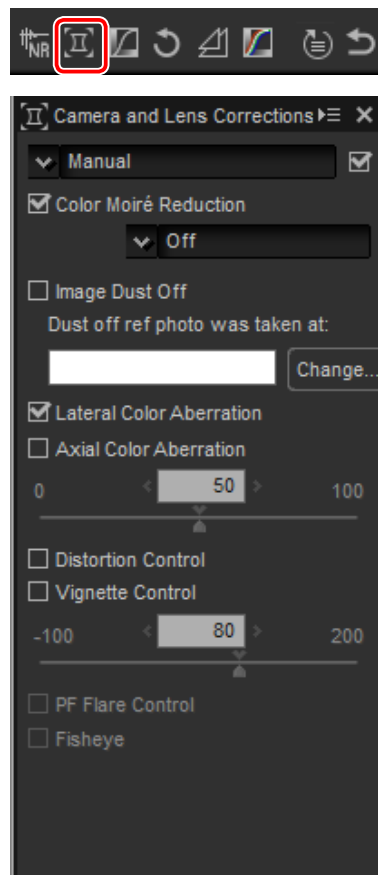 NR
Camera and Lens Corrections
Manual
Color Moiré Reduction
Off
Image Dust Off
Dust off ref photo was taken at:
Change...
Lateral Color Aberration
Axial Color Aberration
0 50 100
Distortion Control
Vignette Control
-100 80 200
PF Flare Control
Fisheye